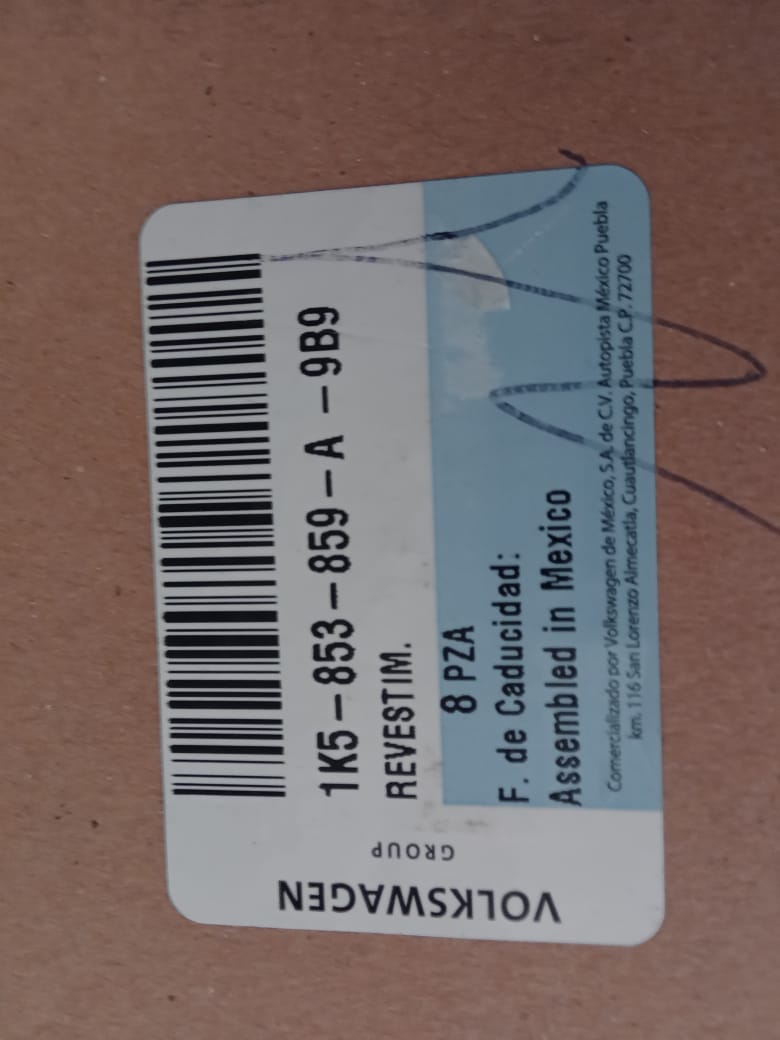 VOLKSWAGEN
GROUP
1K5-853-859-A -9B9
REVESTIM.
8 PZA
F. de Caducidad:
Assembled in Mexico
Comercializado por Volkswagen de México, S.A. de C.V. Autopista México Puebla
km. 116 San Lorenzo Almecatla, Cuautlancingo, Puebla C.P. 72700